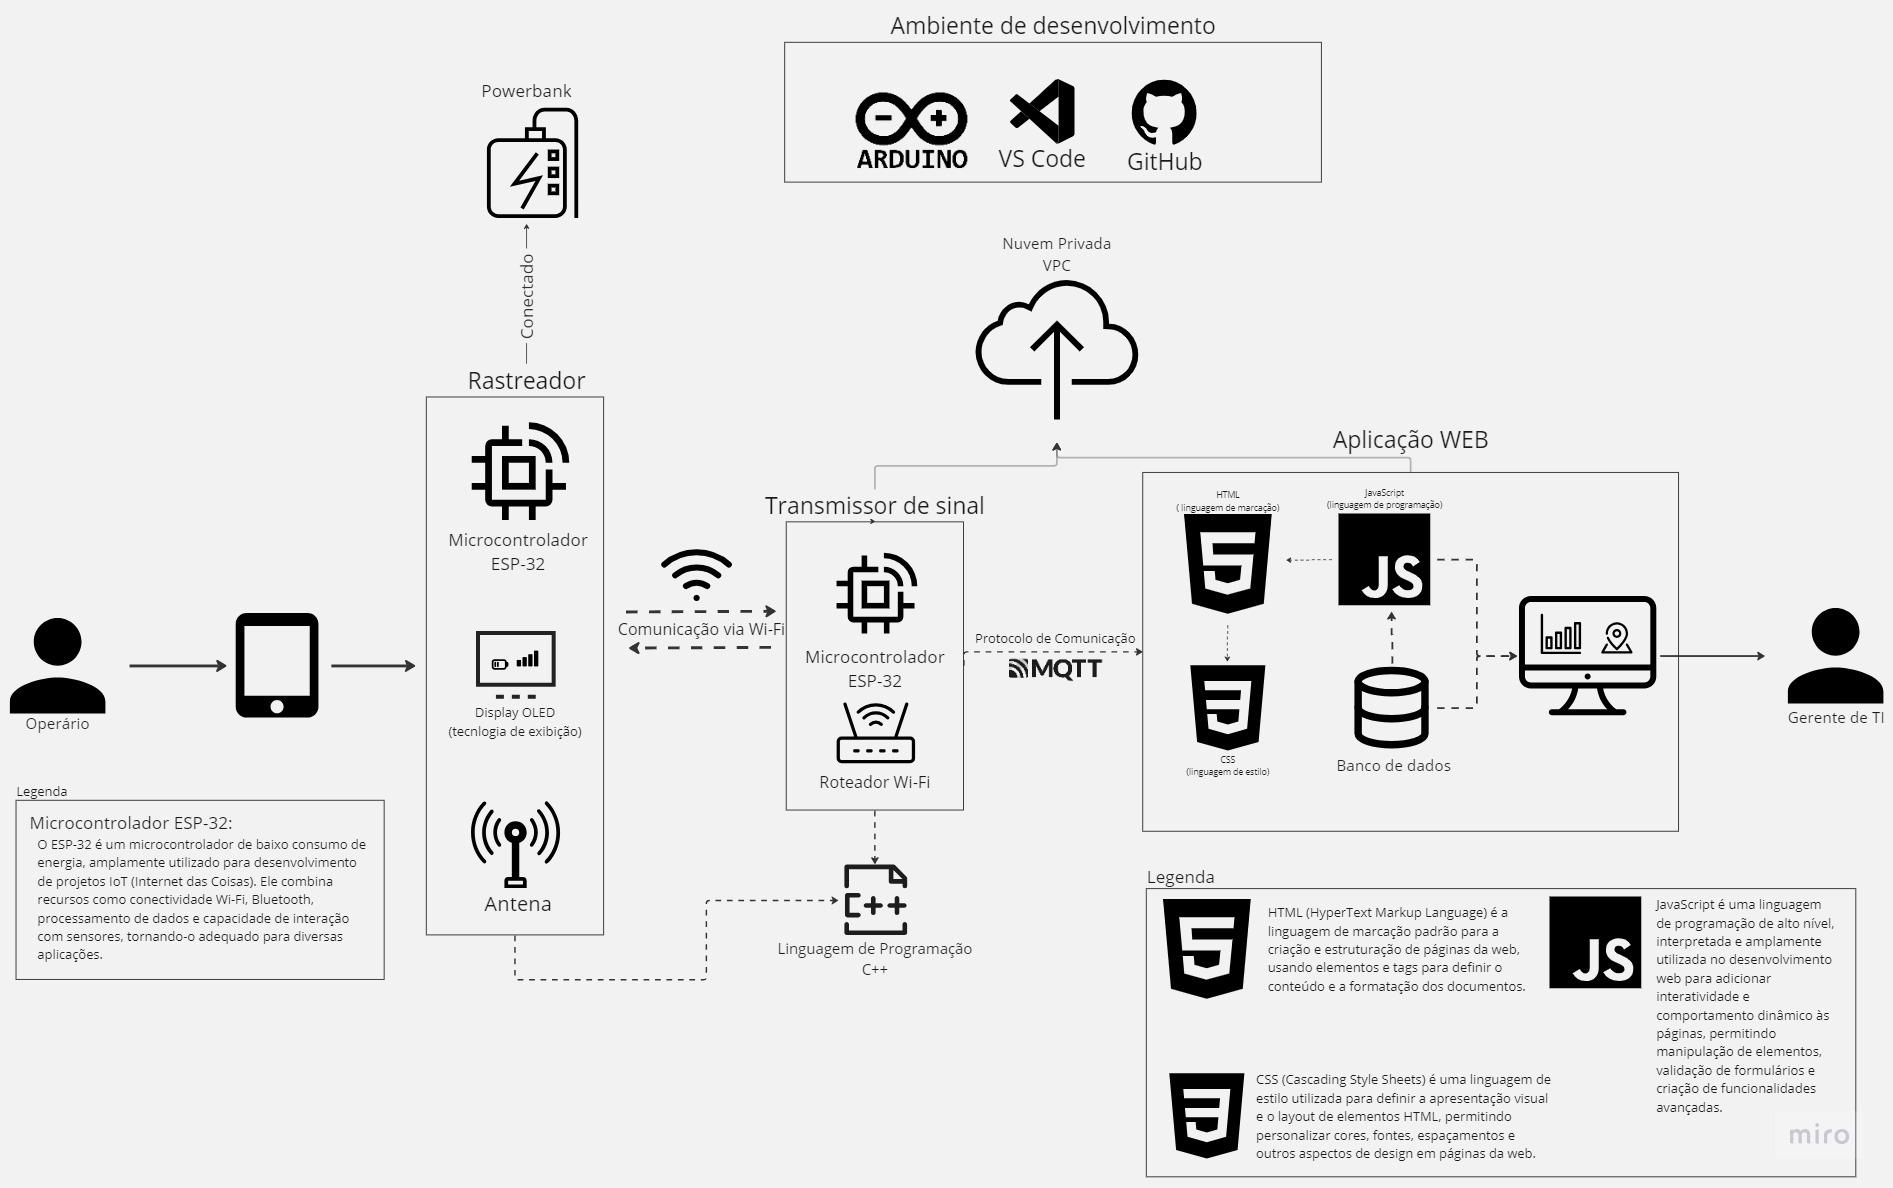 Ambiente de desenvolvimento
ARDUINO
VS Code
GitHub
Powerbank
Conectado
Nuvem Privada
VPC
Rastreador
Microcontrolador
ESP-32
Display OLED
(tecnlogia de exibição)
Antena
Comunicação via Wi-Fi
Transmissor de sinal
Microcontrolador
ESP-32
Roteador Wi-Fi
Protocolo de Comunicação
MQTT
Aplicação WEB
HTML
( linguagem de marcação)
JavaScript
(linguagem de programação)
JS
CSS
(linguagem de estilo)
Banco de dados
Operário
Gerente de TI
C++
Linguagem de Programação
C++
Legenda
Microcontrolador ESP-32:
O ESP-32 é um microcontrolador de baixo consumo de
energia, amplamente utilizado para desenvolvimento
de projetos IoT (Internet das Coisas). Ele combina
recursos como conectividade Wi-Fi, Bluetooth,
processamento de dados e capacidade de interação
com sensores, tornando-o adequado para diversas
aplicações.
Legenda
HTML (HyperText Markup Language) é a
linguagem de marcação padrão para a
criação e estruturação de páginas da web,
usando elementos e tags para definir o
conteúdo e a formatação dos documentos.
JS
JavaScript é uma linguagem
de programação de alto nível,
interpretada e amplamente
utilizada no desenvolvimento
web para adicionar
interatividade e
comportamento dinâmico às
páginas, permitindo
manipulação de elementos,
validação de formulários e
criação de funcionalidades
avançadas.
CSS (Cascading Style Sheets) é uma linguagem de
estilo utilizada para definir a apresentação visual
e o layout de elementos HTML, permitindo
personalizar cores, fontes, espaçamentos e
outros aspectos de design em páginas da web.
miro